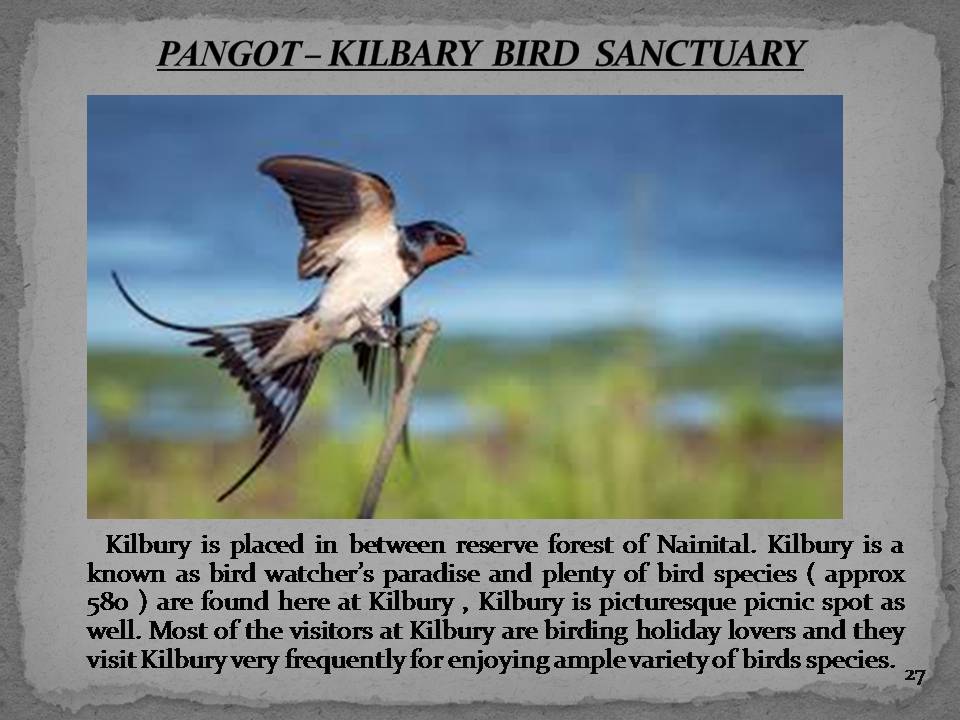 PANGOT – KILBARY BIRD SANCTUARY
Kilbury is placed in between reserve forest of Nainital. Kilbury is a
known as bird watcher's paradise and plenty of bird species ( approx
580 ) are found here at Kilbury , Kilbury is picturesque picnic spot as
well. Most of the visitors at Kilbury are birding holiday lovers and they
visit Kilbury very frequently for enjoying ample variety of birds species.
27